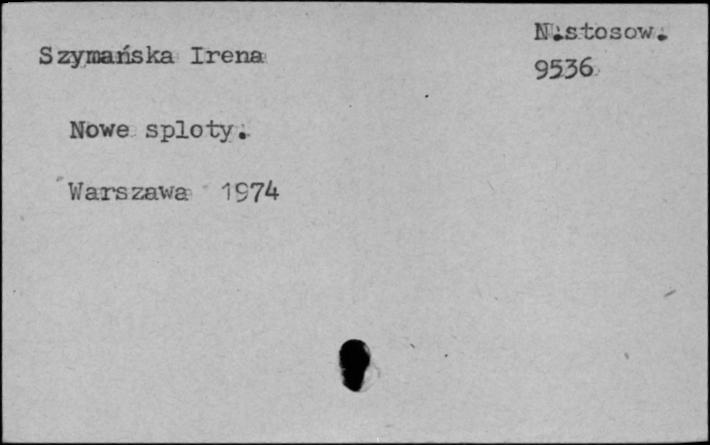 N.stosow.
9536
Szymańska Irena
Nowe sploty.
Warszawa 1974